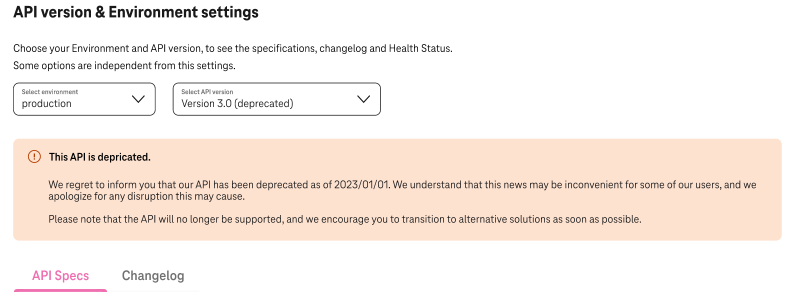 API version & Environment settings
Choose your Environment and API version, to see the specifications, changelog and Health Status.
Some options are independent from this settings.
Select environment
production
Select API version
Version 3.0 (deprecated)
This API is depricated.
We regret to inform you that our API has been deprecated as of 2023/01/01. We understand that this news may be inconvenient for some of our users, and we
apologize for any disruption this may cause.
Please note that the API will no longer be supported, and we encourage you to transition to alternative solutions as soon as possible.
API Specs
Changelog